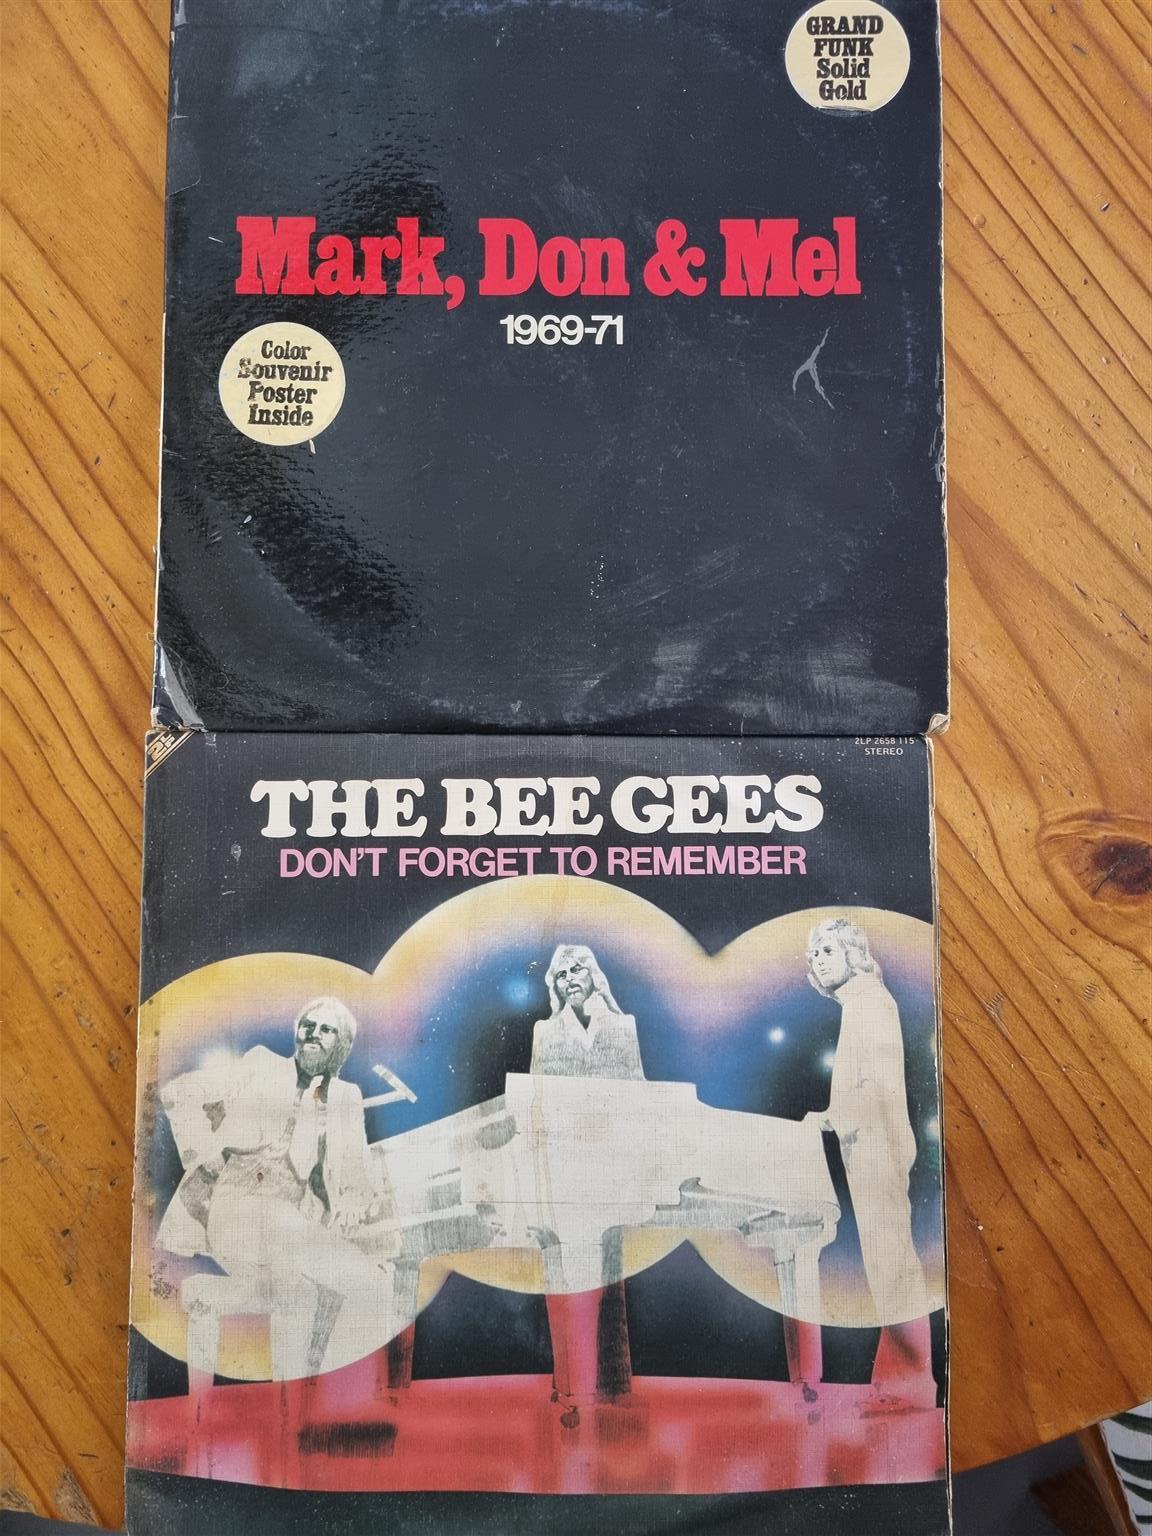 GRAND
FUNK
Solid
Gold
Mark, Don & Mel
1969-71
Color
Souvenir
Poster
Inside
2LP
2LP 2658 115
STEREO
THE BEE GEES
DON'T FORGET TO REMEMBER